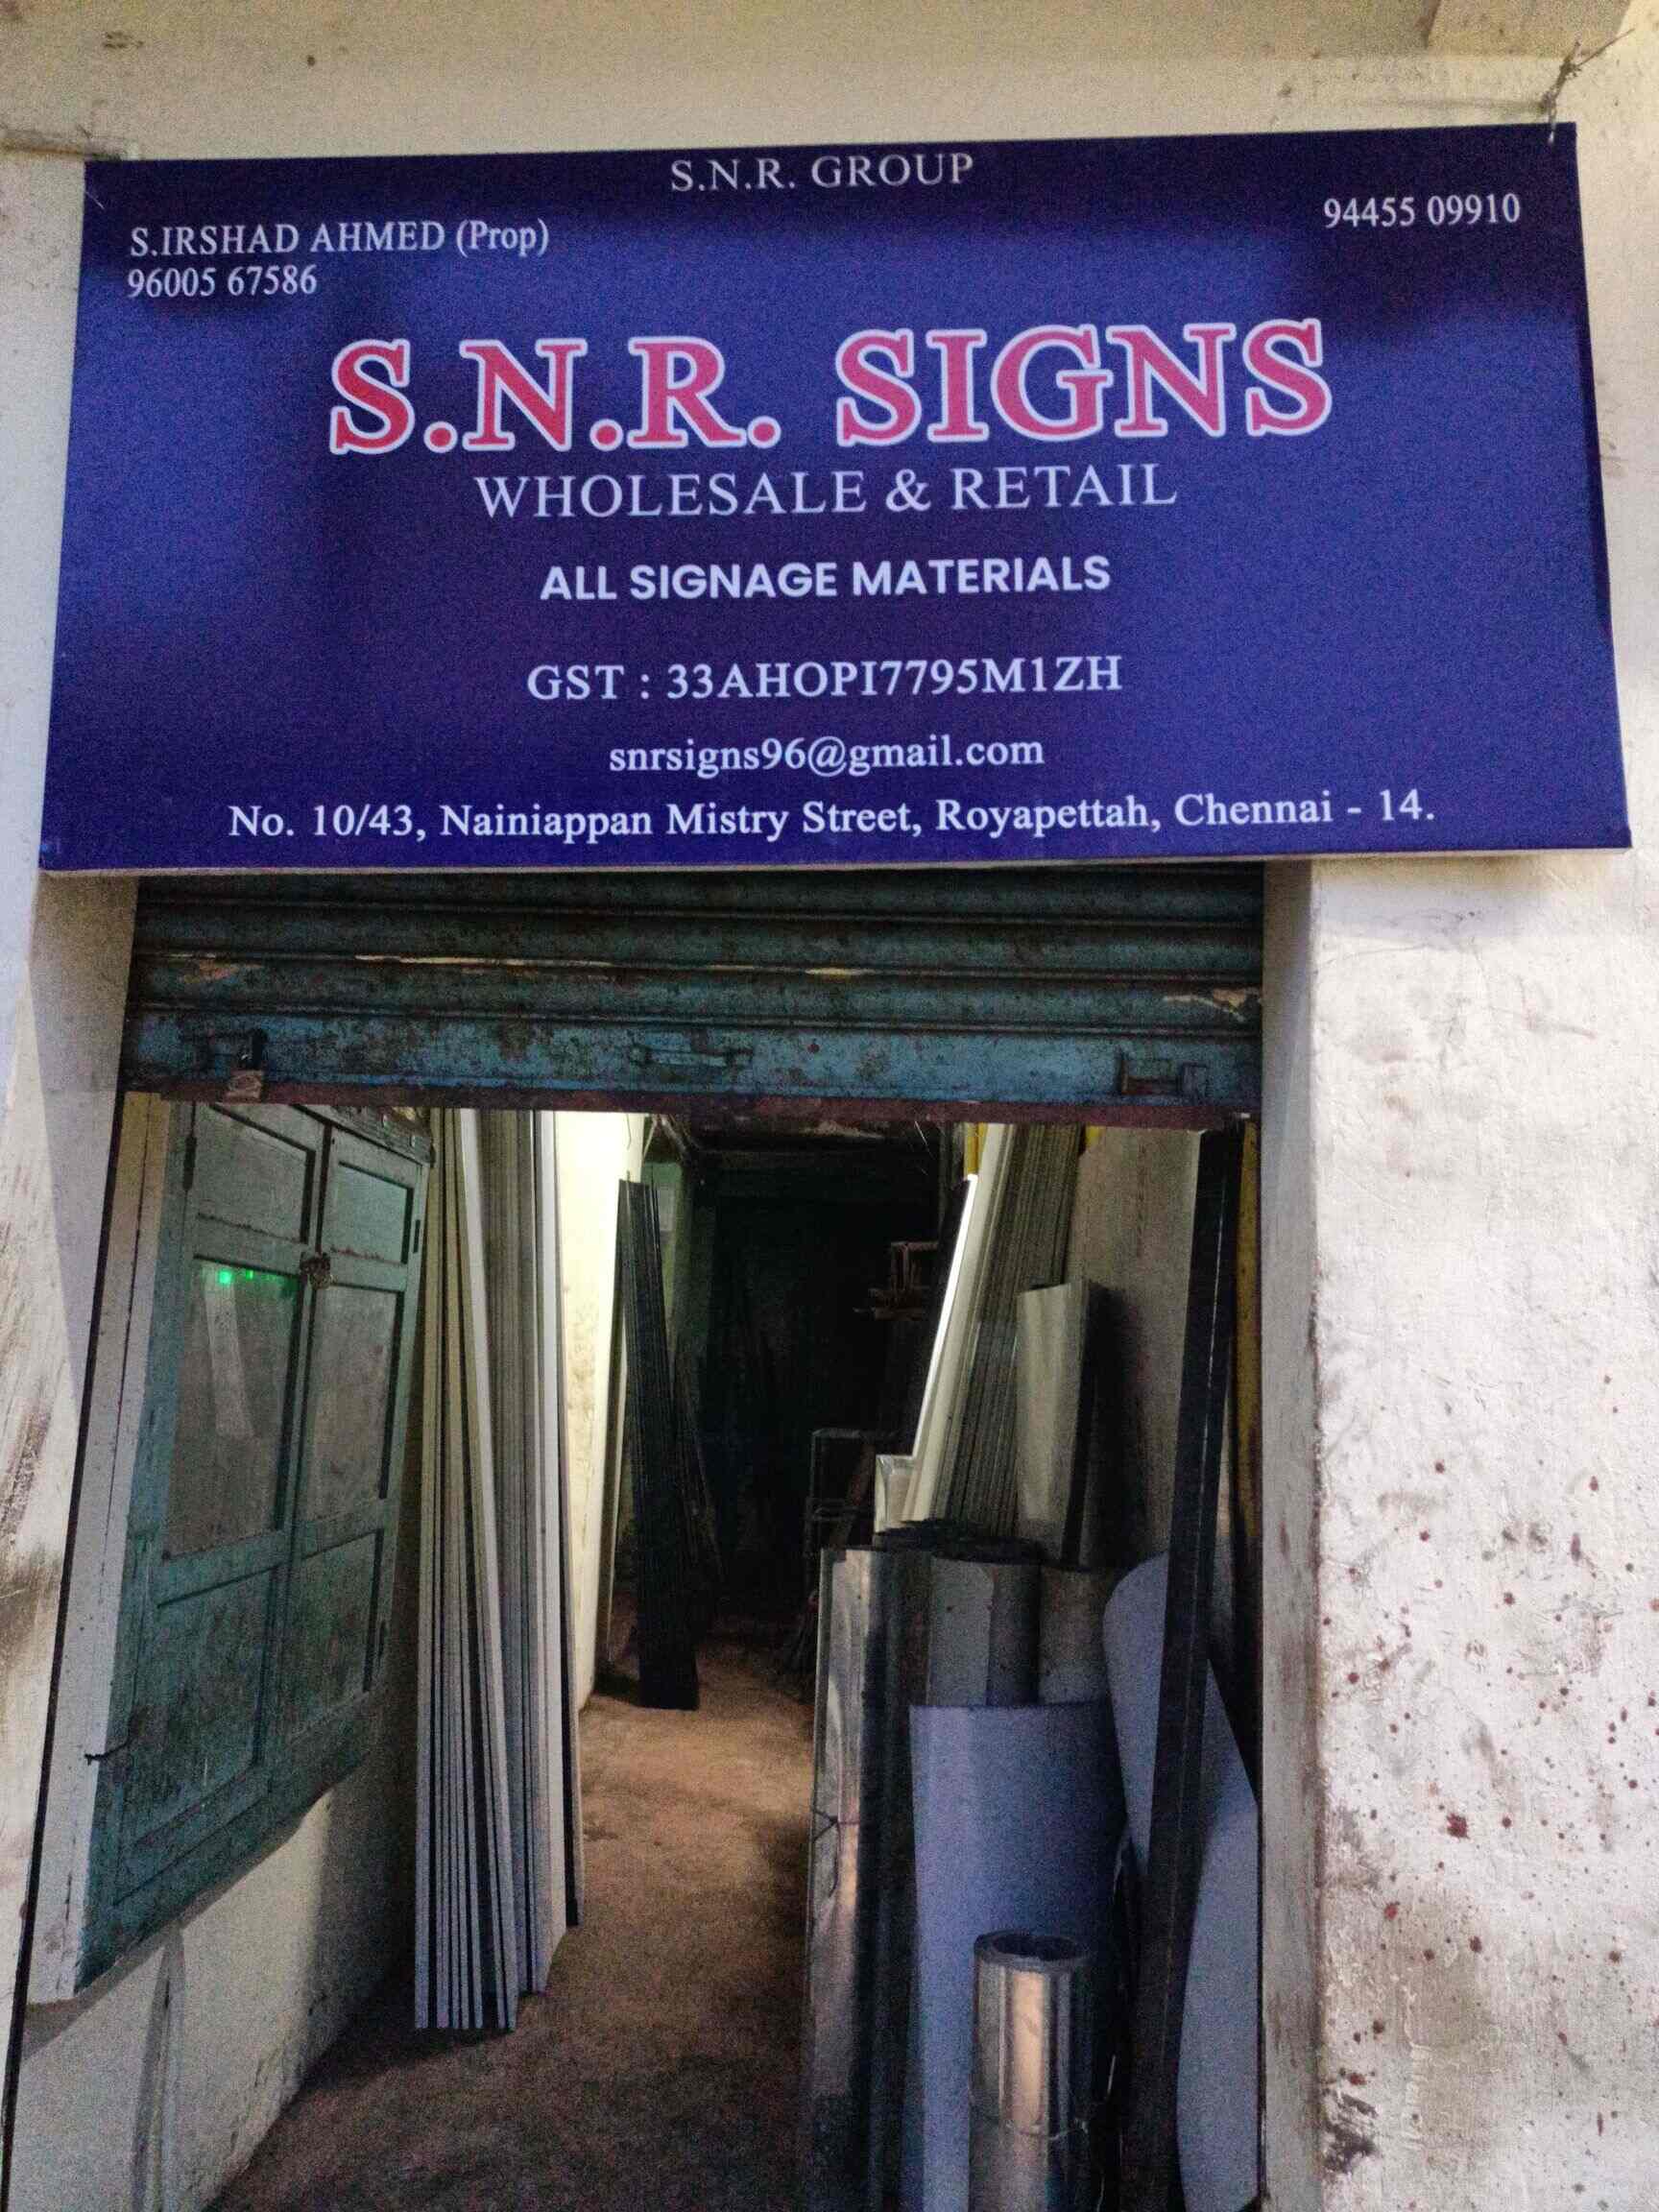 S.N.R. GROUP
S.IRSHAD AHMED (Prop)
96005 67586
94455 09910
S.N.R. SIGNS
WHOLESALE & RETAIL
ALL SIGNAGE MATERIALS
GST : 33AHOPI7795M1ZH
snrsigns96@gmail.com
No. 10/43, Nainiappan Mistry Street, Royapettah, Chennai - 14.